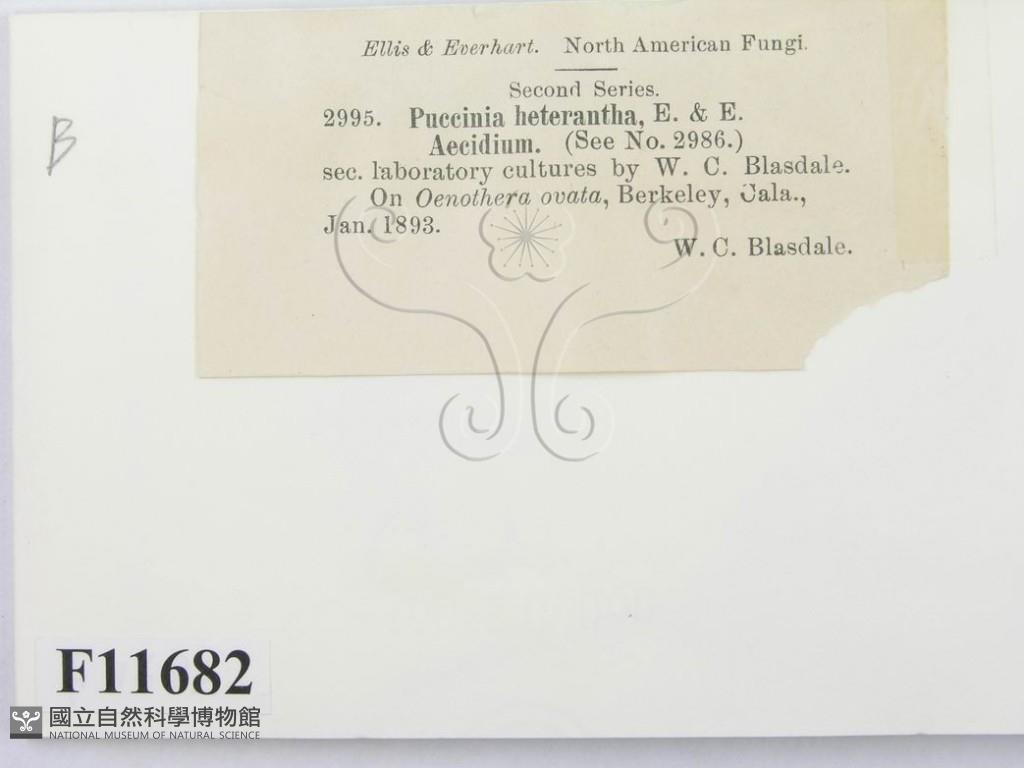 Ellis & Everhart. North American Fungi.
Second Series.
2995. Puccinia heterantha, E. & E.
Aecidium. (See No. 2986.)
sec. laboratory cultures by W. C. Blasdale.
On Oenothera ovata, Berkeley, Cala.,
Jan. 1893.
W. C. Blasdale.
B
F11682
國立自然科學博物館
NATIONAL MUSEUM OF NATURAL SCIENCE